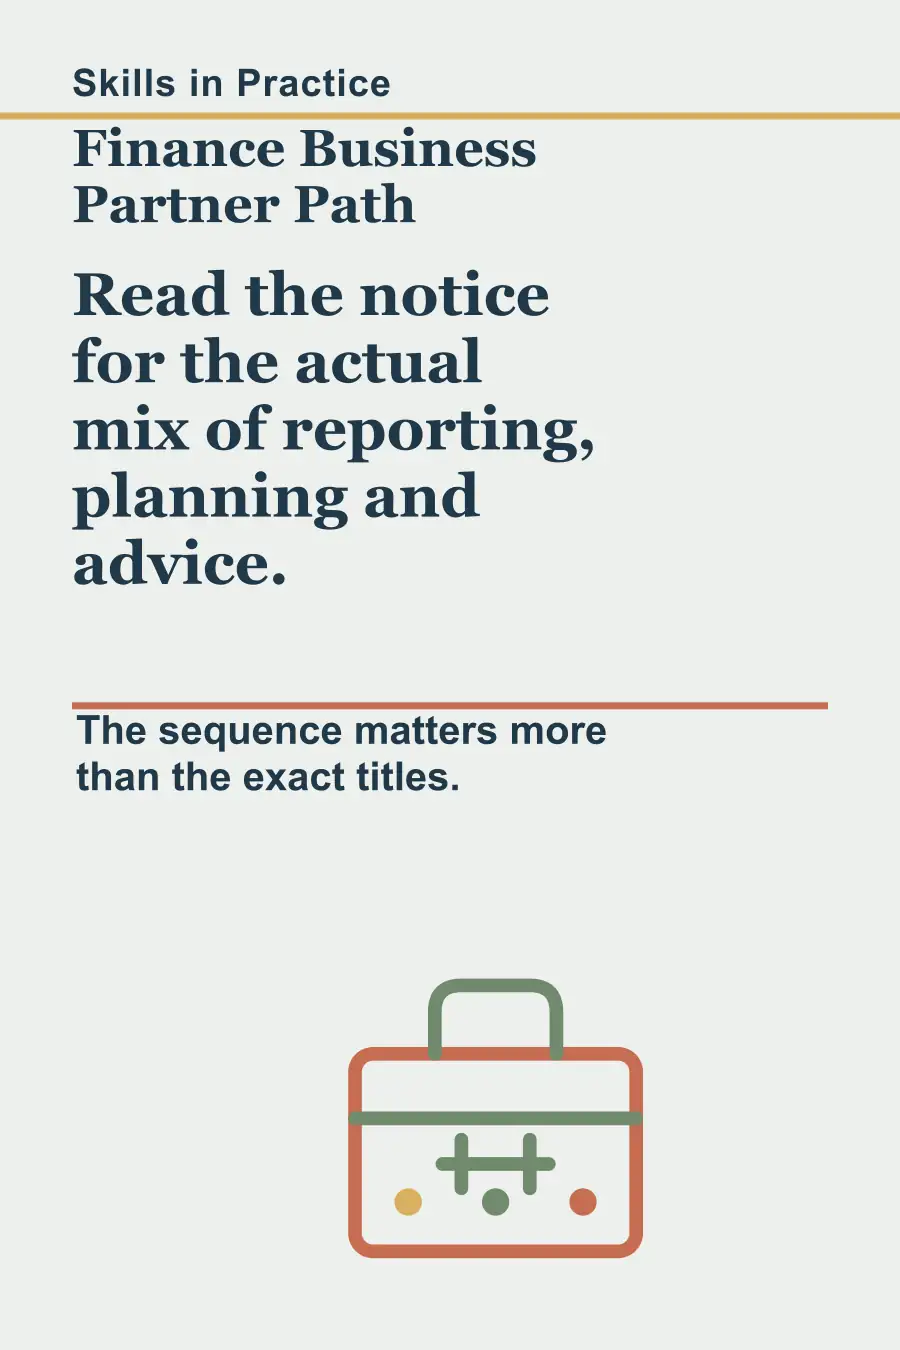 Skills in Practice
Finance Business
Partner Path
Read the notice
for the actual
mix of reporting,
planning and
advice.
The sequence matters more
than the exact titles.